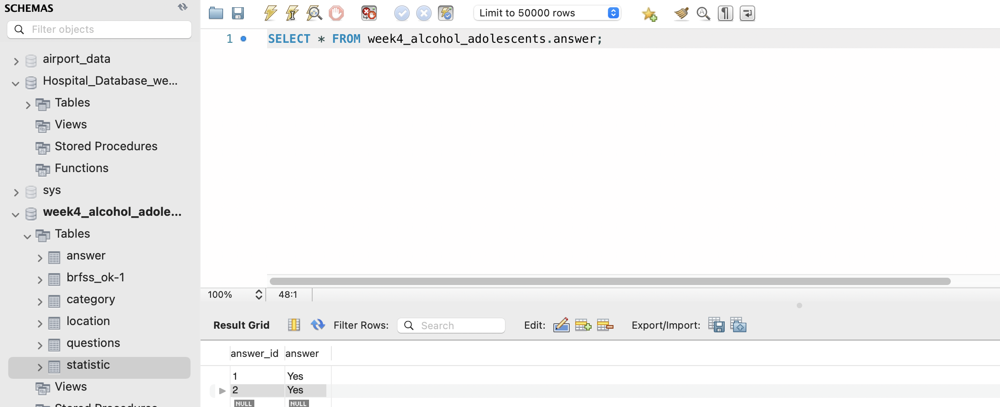 SCHEMAS
Filter objects
airport_data
Hospital_Database_we...
Tables
Views
Stored Procedures
Functions
sys
week4_alcohol_adole...
Tables
answer
brfss_ok-1
category
location
questions
statistic
Views
Stored Procedures
Limit to 50000 rows
1 SELECT * FROM week4_alcohol_adolescents.answer;
100% 48:1
Result Grid Filter Rows: Search Edit: Export/Import:
answer_id answer
1 Yes
2 Yes
NULL NULL